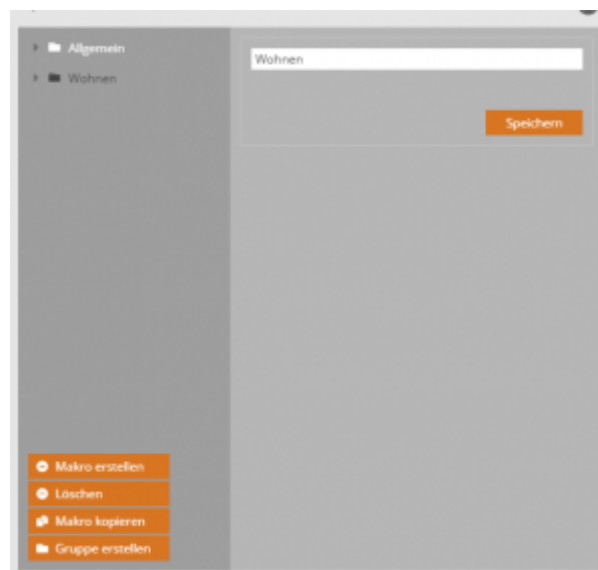 Allgemein
Wohnen
Wohnen
Speichern
Makro erstellen
Löschen
Makro kopieren
Gruppe erstellen